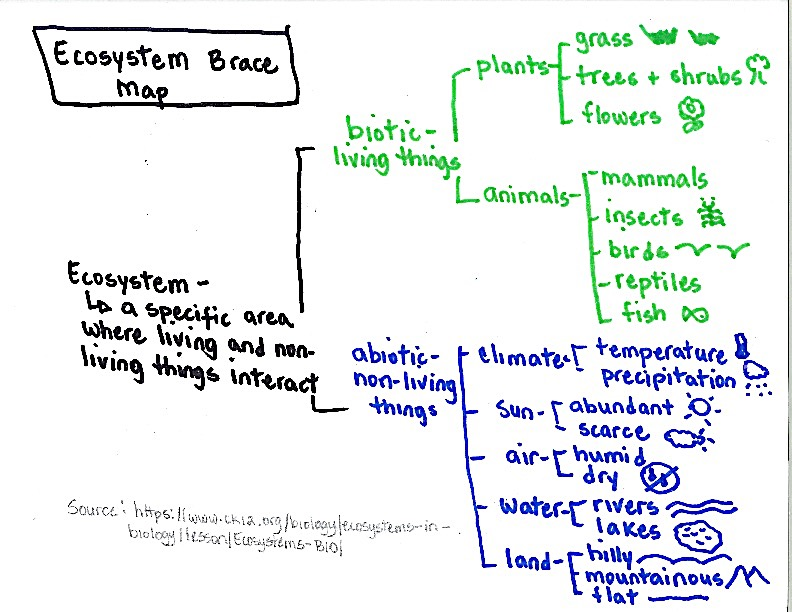 Ecosystem Brace
Map
biotic-
living things
plants-
grass
trees + shrubs
flowers
animals-
mammals
insects
birds
reptiles
fish
Ecosystem -
↳ a specific area
where living and non-
living things interact
abiotic-
non-living
things
climate-
temperature
precipitation
sun-
abundant
scarce
air-
humid
dry
water-
rivers
lakes
land-
hilly
mountainous
flat
Source: https://www.ck12.org/biology/ecosystems-in-
biology/lesson/Ecosystems-BIO/